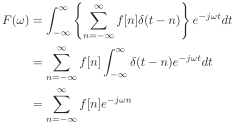 F(ω) = ∫_{-∞}^{∞} { ∑_{n=-∞}^{∞} f[n]δ(t − n) } e^{-jωt} dt
= ∑_{n=-∞}^{∞} f[n] ∫_{-∞}^{∞} δ(t − n)e^{-jωt} dt
= ∑_{n=-∞}^{∞} f[n]e^{-jωn}